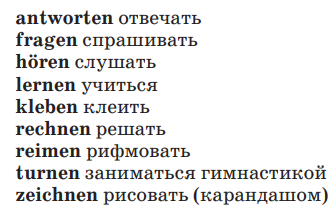 antworten отвечать
fragen спрашивать
hören слушать
lernen учиться
kleben клеить
rechnen решать
reimen рифмовать
turnen заниматься гимнастикой
zeichnen рисовать (карандашом)